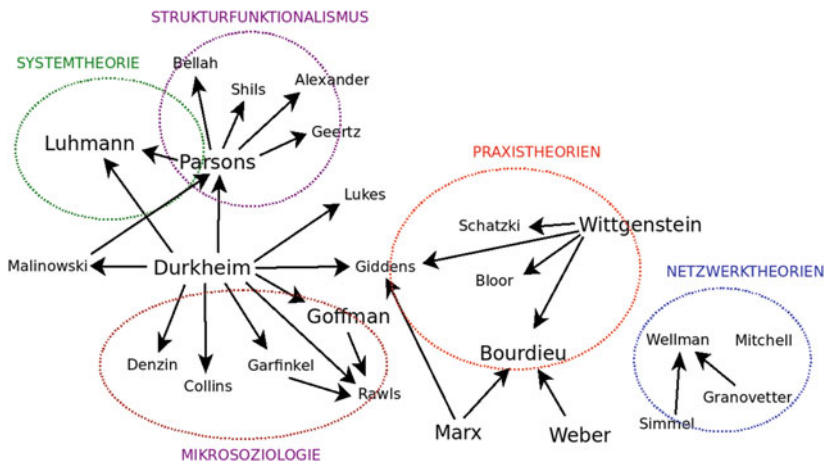 STRUKTURFUNKTIONALISMUS
SYSTEMTHEORIE
Bellah
Shils
Alexander
Geertz
Luhmann
Parsons
PRAXISTHEORIEN
Lukes
Schatzki
Wittgenstein
Malinowski
Durkheim
Giddens
Bloor
NETZWERKTHEORIEN
Goffman
Wellman
Mitchell
Bourdieu
Denzin
Garfinkel
Collins
Rawls
Granovetter
Simmel
Marx
Weber
MIKROSOZIOLOGIE